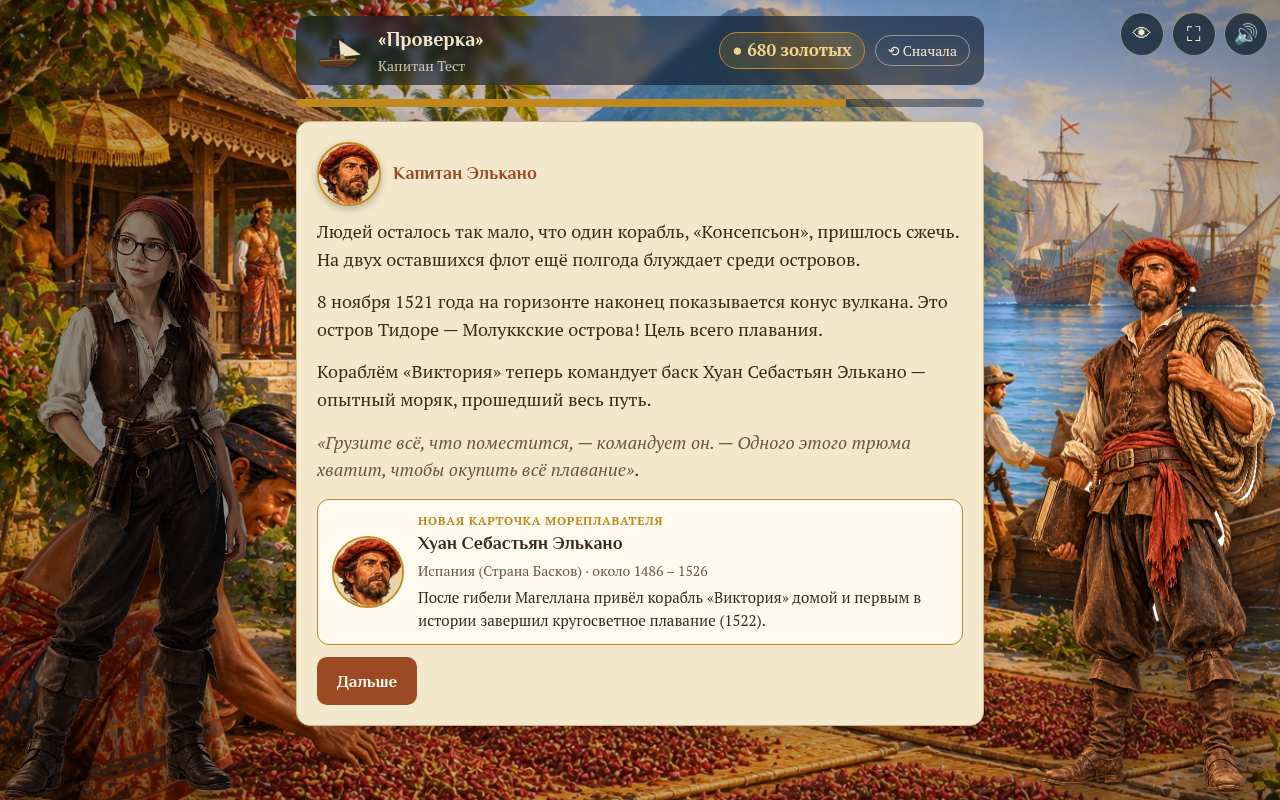 «Проверка»
Капитан Тест
● 680 золотых
⟲ Сначала
Капитан Элькано
Людей осталось так мало, что один корабль, «Консепсьон», пришлось сжечь.
На двух оставшихся флот ещё полгода блуждает среди островов.
8 ноября 1521 года на горизонте наконец показывается конус вулкана. Это
остров Тидоре — Молуккские острова! Цель всего плавания.
Кораблём «Виктория» теперь командует баск Хуан Себастьян Элькано —
опытный моряк, прошедший весь путь.
«Грузите всё, что поместится, — командует он. — Одного этого трюма
хватит, чтобы окупить всё плавание».
НОВАЯ КАРТОЧКА МОРЕПЛАВАТЕЛЯ
Хуан Себастьян Элькано
Испания (Страна Басков) · около 1486 – 1526
После гибели Магеллана привёл корабль «Виктория» домой и первым в
истории завершил кругосветное плавание (1522).
Дальше